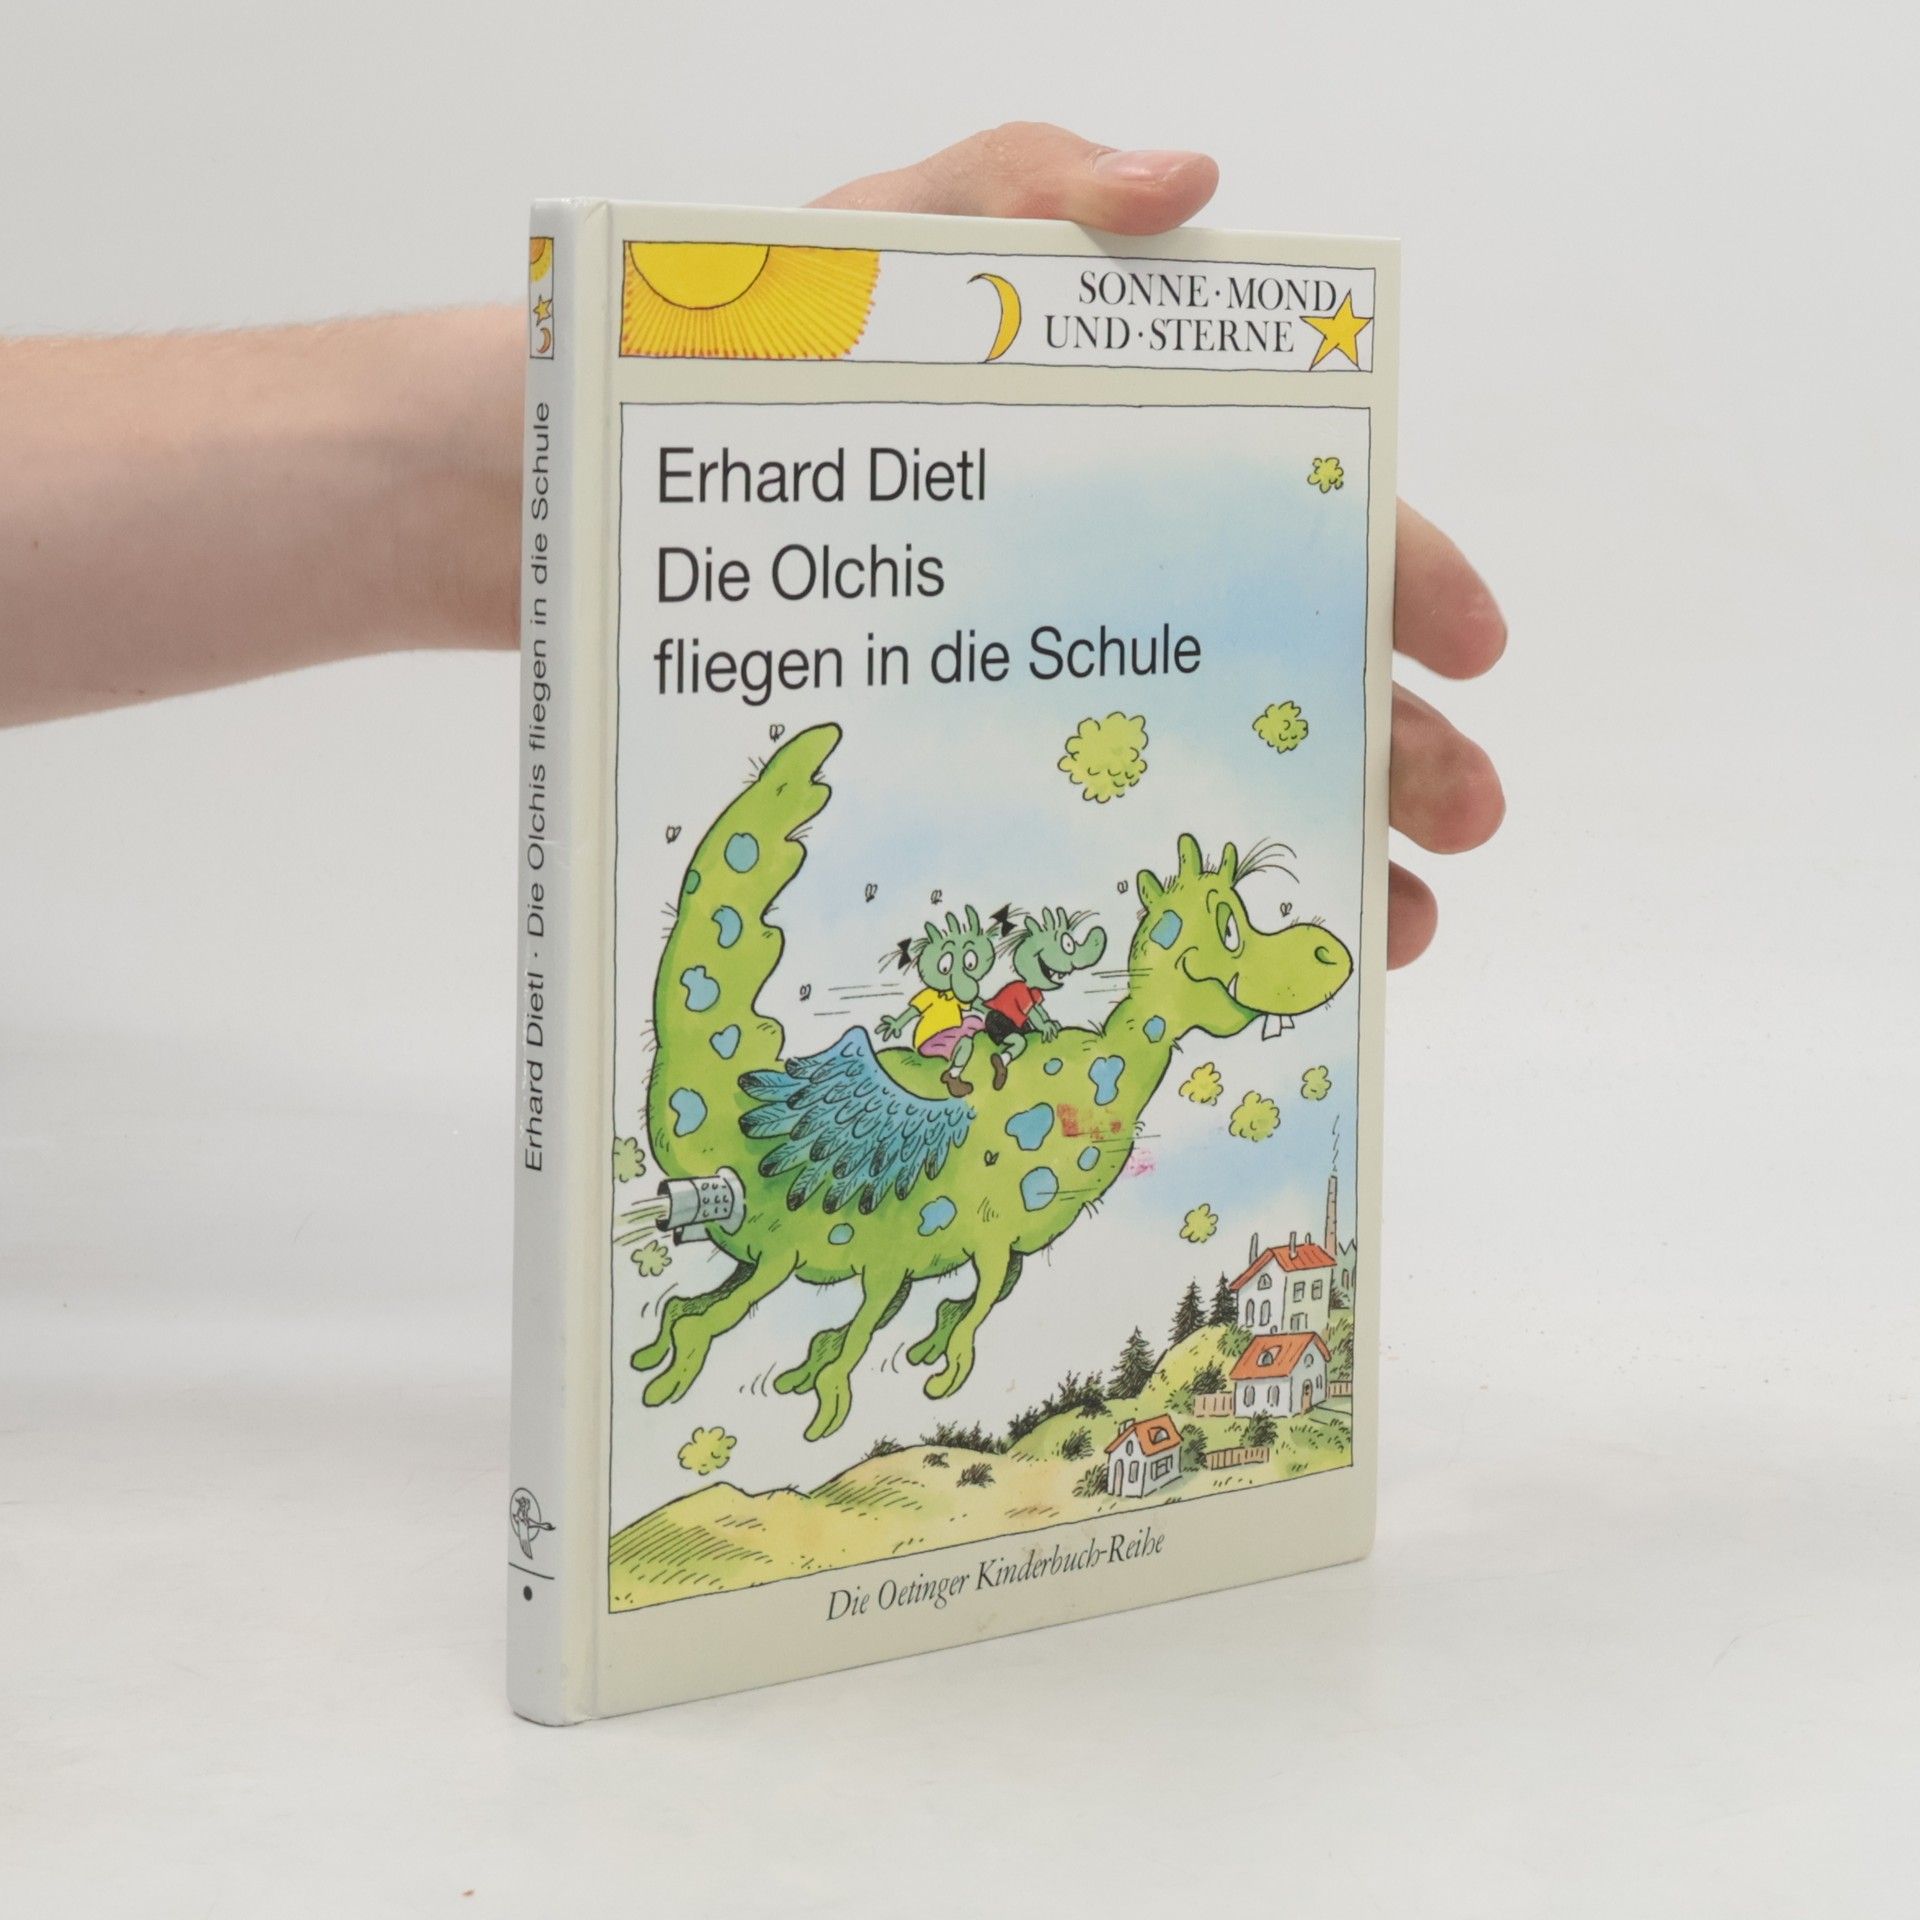 SONNE·MOND
UND·STERNE
Erhard Dietl
Die Olchis
fliegen in die Schule
Die Oetinger Kinderbuch-Reihe
Erhard Dietl · Die Olchis fliegen in die Schule